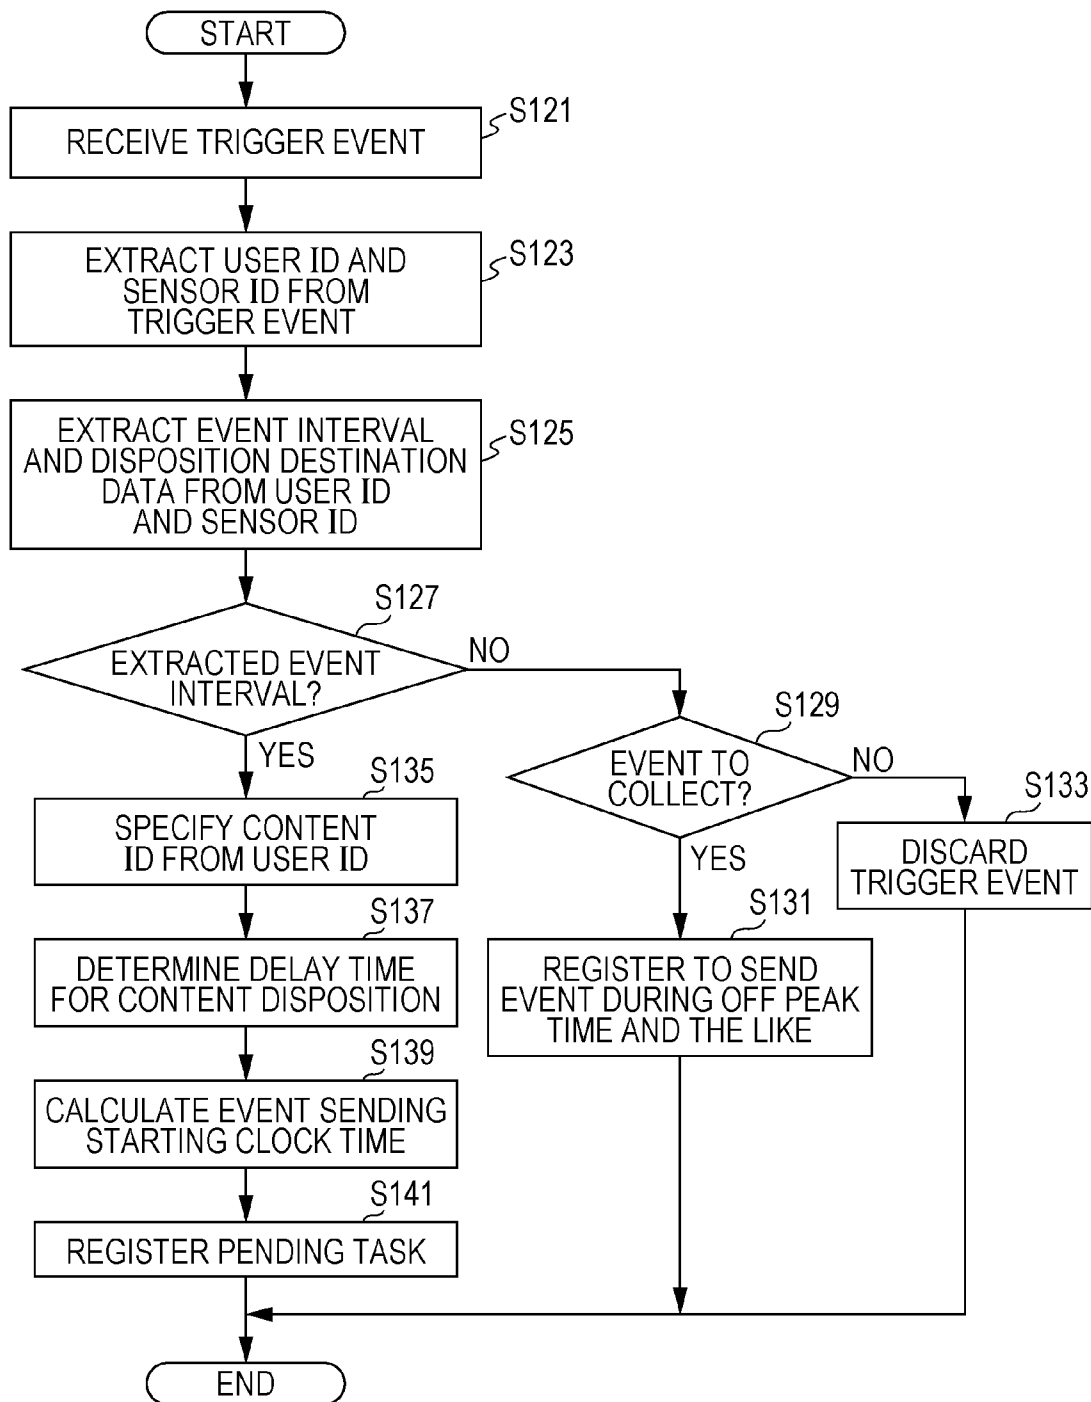 START
S121
RECEIVE TRIGGER EVENT
S123
EXTRACT USER ID AND
SENSOR ID FROM
TRIGGER EVENT
S125
EXTRACT EVENT INTERVAL
AND DISPOSITION DESTINATION
DATA FROM USER ID
AND SENSOR ID
S127
EXTRACTED EVENT
INTERVAL?
NO
YES
S129
EVENT TO
COLLECT?
NO
YES
S133
DISCARD
TRIGGER EVENT
S135
SPECIFY CONTENT
ID FROM USER ID
S131
REGISTER TO SEND
EVENT DURING OFF PEAK
TIME AND THE LIKE
S137
DETERMINE DELAY TIME
FOR CONTENT DISPOSITION
S139
CALCULATE EVENT SENDING
STARTING CLOCK TIME
S141
REGISTER PENDING TASK
END